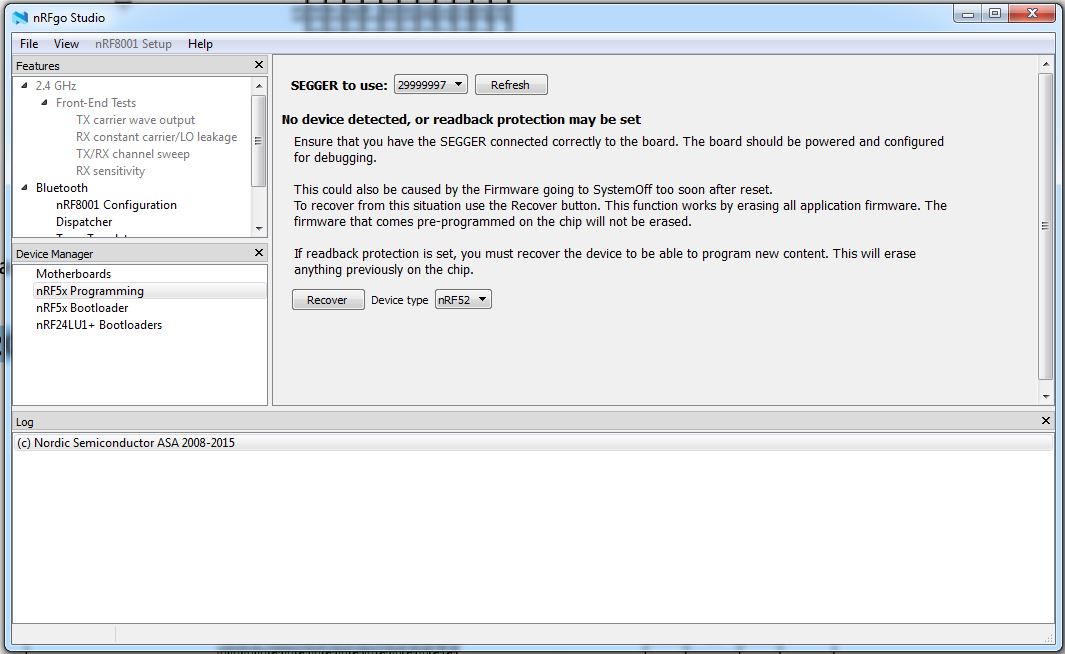 nRFgo Studio
File View nRF8001 Setup Help
Features
2.4 GHz
Front-End Tests
TX carrier wave output
RX constant carrier/LO leakage
TX/RX channel sweep
RX sensitivity
Bluetooth
nRF8001 Configuration
Dispatcher
Device Manager
Motherboards
nRF5x Programming
nRF5x Bootloader
nRF24LU1+ Bootloaders
SEGGER to use: 29999997 Refresh
No device detected, or readback protection may be set
Ensure that you have the SEGGER connected correctly to the board. The board should be powered and configured
for debugging.
This could also be caused by the Firmware going to SystemOff too soon after reset.
To recover from this situation use the Recover button. This function works by erasing all application firmware. The
firmware that comes pre-programmed on the chip will not be erased.
If readback protection is set, you must recover the device to be able to program new content. This will erase
anything previously on the chip.
Recover Device type nRF52
Log
(c) Nordic Semiconductor ASA 2008-2015